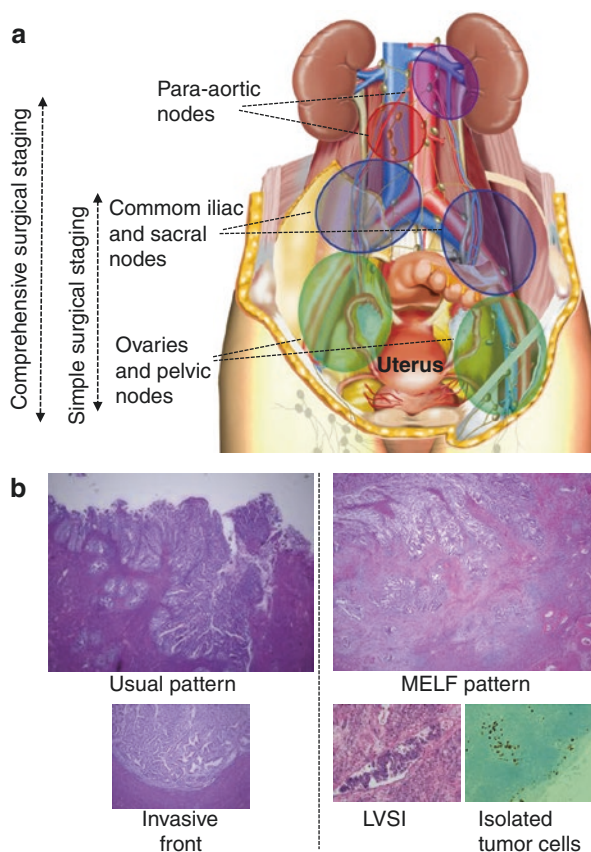 a
Comprehensive surgical staging
Simple surgical staging
Para-aortic
nodes
Commom iliac
and sacral
nodes
Ovaries
and pelvic
nodes
Uterus
b
Usual pattern
MELF pattern
Invasive
front
LVSI
Isolated
tumor cells